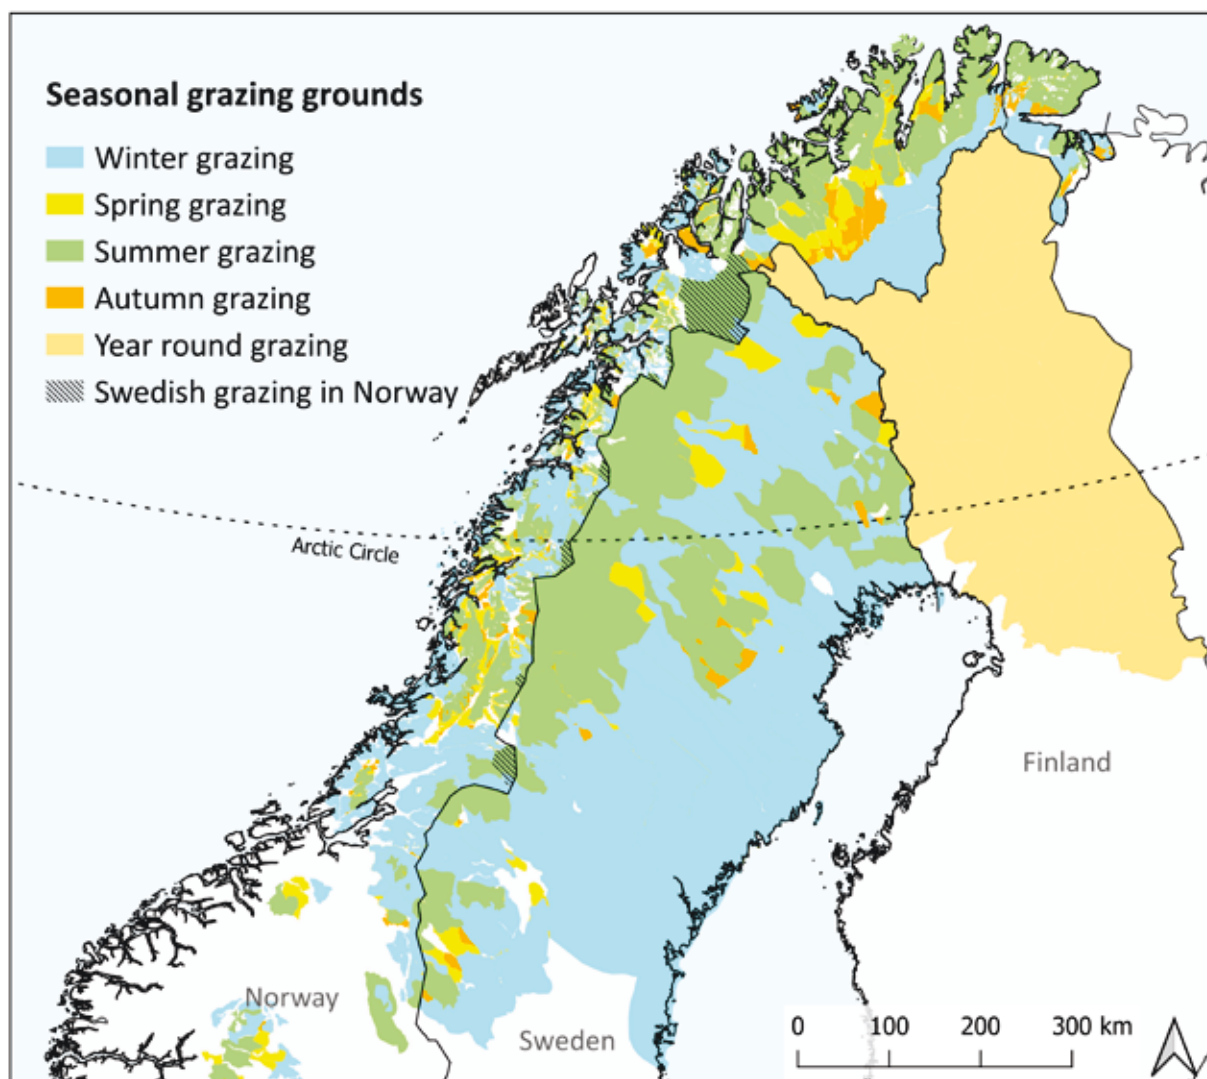 Seasonal grazing grounds
Winter grazing
Spring grazing
Summer grazing
Autumn grazing
Year round grazing
Swedish grazing in Norway
Arctic Circle
Finland
Norway
Sweden
0 100 200 300 km